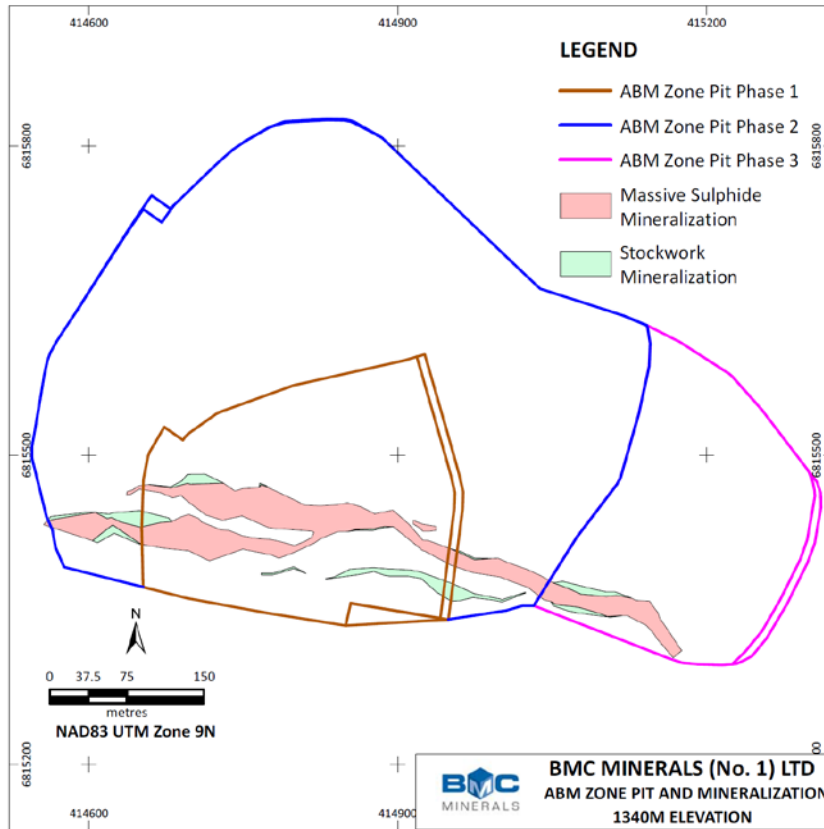 414600 414900 415200
LEGEND
ABM Zone Pit Phase 1
ABM Zone Pit Phase 2
ABM Zone Pit Phase 3
Massive Sulphide
Mineralization
Stockwork
Mineralization
6815800 6815800
6815500 6815500
N
0 37.5 75 150
metres
NAD83 UTM Zone 9N
6815200 00
BMC
MINERALS
BMC MINERALS (No. 1) LTD
ABM ZONE PIT AND MINERALIZATION
1340M ELEVATION
414600 414900